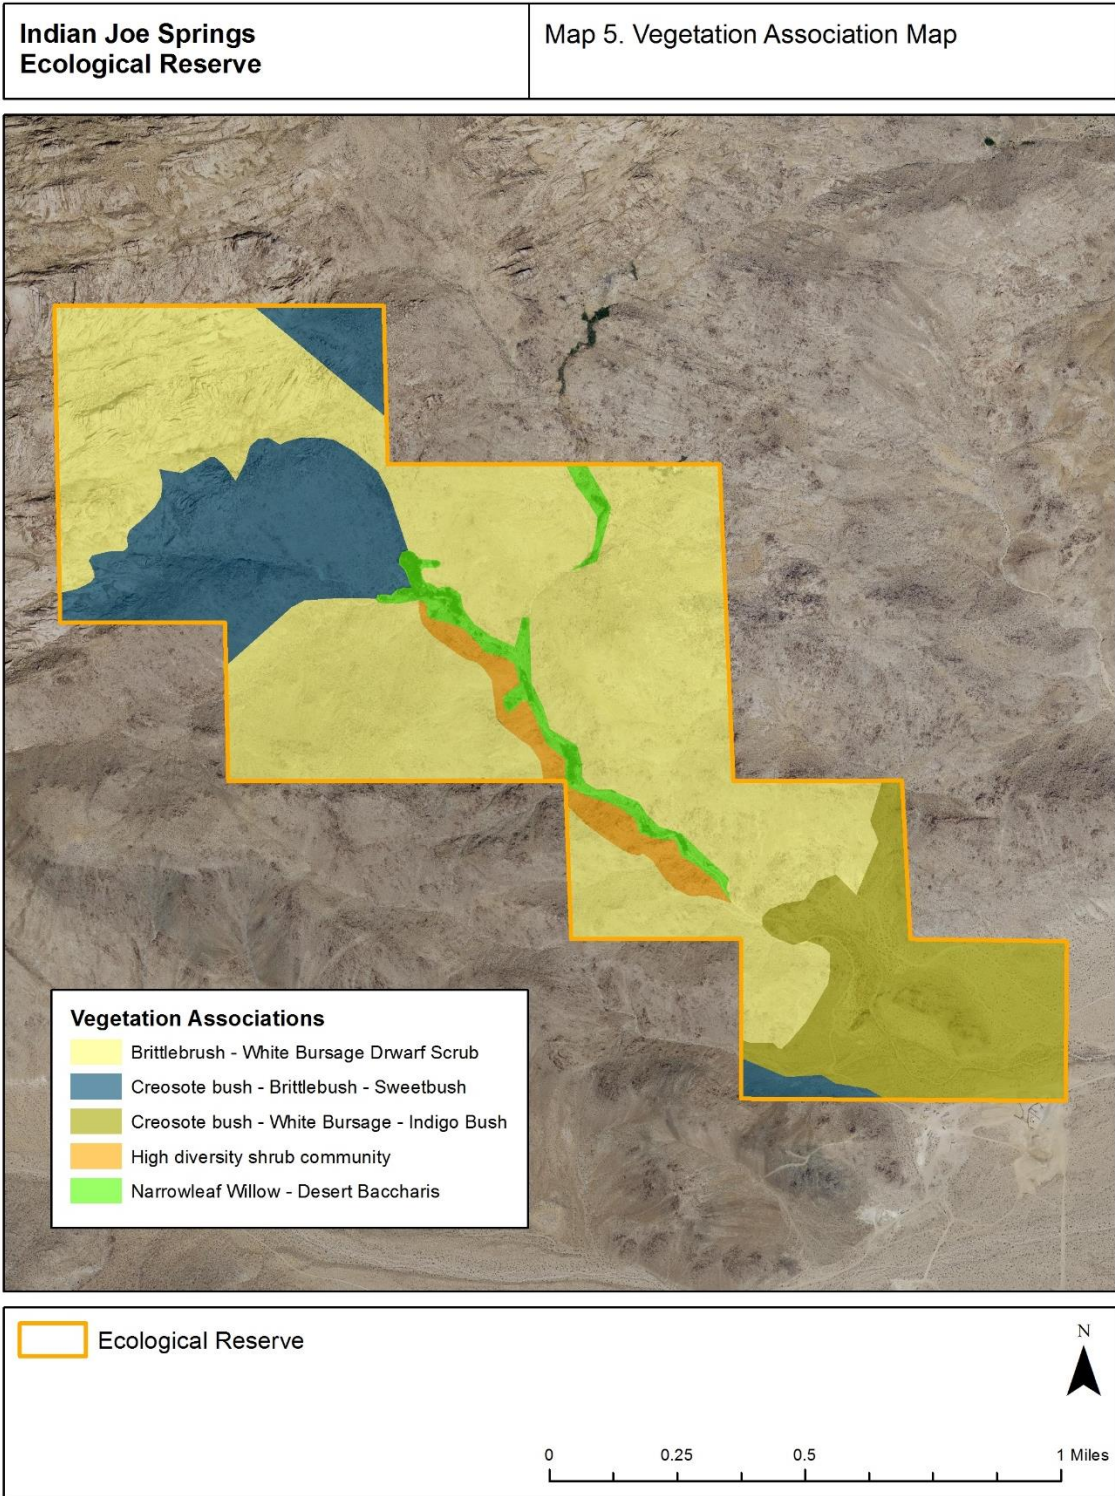 Indian Joe Springs
Ecological Reserve
Map 5. Vegetation Association Map
Vegetation Associations
Brittlebrush - White Bursage Drwarf Scrub
Creosote bush - Brittlebush - Sweetbush
Creosote bush - White Bursage - Indigo Bush
High diversity shrub community
Narrowleaf Willow - Desert Baccharis
Ecological Reserve
N
0 0.25 0.5 1 Miles